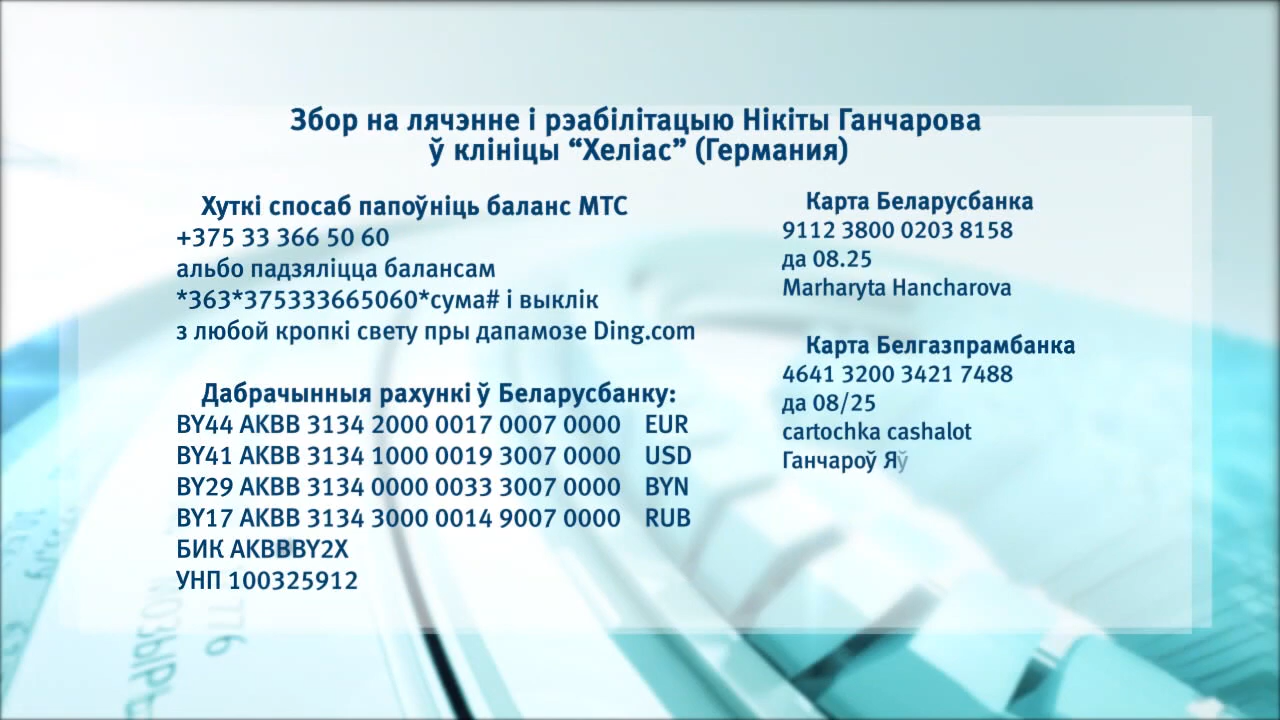 Збор на лячэнне і рэабілітацыю Нікіты Ганчарова
ў клініцы “Хеліас” (Германия)
Хуткі спосаб папоўніць баланс МТС
+375 33 366 50 60
альбо падзяліцца балансам
*363*375333665060*сума# і выклік
з любой кропкі свету пры дапамозе Ding.com
Дабрачынныя рахункі ў Беларусбанку:
BY44 AKBB 3134 2000 0017 0007 0000 EUR
BY41 AKBB 3134 1000 0019 3007 0000 USD
BY29 AKBB 3134 0000 0033 3007 0000 BYN
BY17 AKBB 3134 3000 0014 9007 0000 RUB
БИК AKBBBY2X
УНП 100325912
Карта Беларусбанка
9112 3800 0203 8158
да 08.25
Marharyta Hancharova
Карта Белгазпрамбанка
4641 3200 3421 7488
да 08/25
cartochka cashalot
Ганчароў Яў